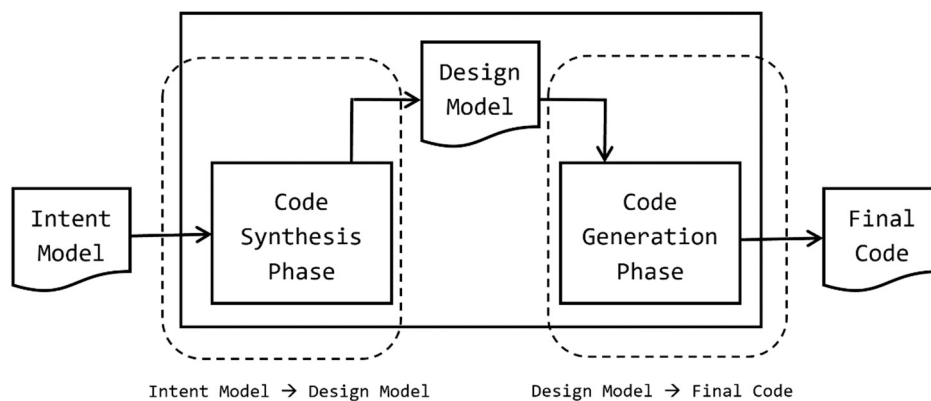 Design
Model
Intent
Model
Code
Synthesis
Phase
Code
Generation
Phase
Final
Code
Intent Model → Design Model
Design Model → Final Code